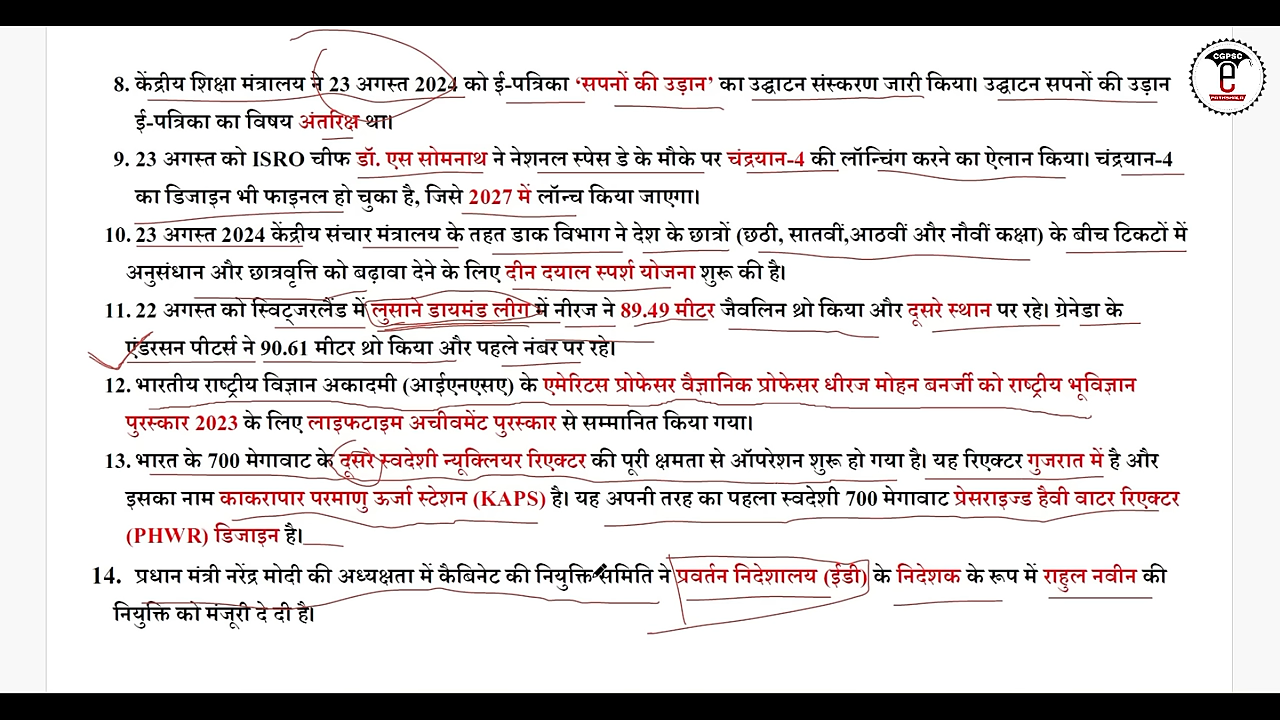 CGPSC
e
PATHSHALA
8. केंद्रीय शिक्षा मंत्रालय ने 23 अगस्त 2024 को ई-पत्रिका ‘सपनों की उड़ान’ का उद्घाटन संस्करण जारी किया। उद्घाटन सपनों की उड़ान
ई-पत्रिका का विषय अंतरिक्ष था।
9. 23 अगस्त को ISRO चीफ डॉ. एस सोमनाथ ने नेशनल स्पेस डे के मौके पर चंद्रयान-4 की लॉन्चिंग करने का ऐलान किया। चंद्रयान-4
का डिजाइन भी फाइनल हो चुका है, जिसे 2027 में लॉन्च किया जाएगा।
10. 23 अगस्त 2024 केंद्रीय संचार मंत्रालय के तहत डाक विभाग ने देश के छात्रों (छठी, सातवीं,आठवीं और नौवीं कक्षा) के बीच टिकटों में
अनुसंधान और छात्रवृत्ति को बढ़ावा देने के लिए दीन दयाल स्पर्श योजना शुरू की है।
11. 22 अगस्त को स्विट्जरलैंड में लुसाने डायमंड लीग में नीरज ने 89.49 मीटर जैवलिन थ्रो किया और दूसरे स्थान पर रहे। ग्रेनेडा के
एंडरसन पीटर्स ने 90.61 मीटर थ्रो किया और पहले नंबर पर रहे।
12. भारतीय राष्ट्रीय विज्ञान अकादमी (आईएनएसए) के एमेरिटस प्रोफेसर वैज्ञानिक प्रोफेसर धीरज मोहन बनर्जी को राष्ट्रीय भूविज्ञान
पुरस्कार 2023 के लिए लाइफटाइम अचीवमेंट पुरस्कार से सम्मानित किया गया।
13. भारत के 700 मेगावाट के दूसरे स्वदेशी न्यूक्लियर रिएक्टर की पूरी क्षमता से ऑपरेशन शुरू हो गया है। यह रिएक्टर गुजरात में है और
इसका नाम काकरापार परमाणु ऊर्जा स्टेशन (KAPS) है। यह अपनी तरह का पहला स्वदेशी 700 मेगावाट प्रेसराइज्ड हैवी वाटर रिएक्टर
(PHWR) डिजाइन है।
14. प्रधान मंत्री नरेंद्र मोदी की अध्यक्षता में कैबिनेट की नियुक्ति समिति ने प्रवर्तन निदेशालय (ईडी) के निदेशक के रूप में राहुल नवीन की
नियुक्ति को मंजूरी दे दी है।